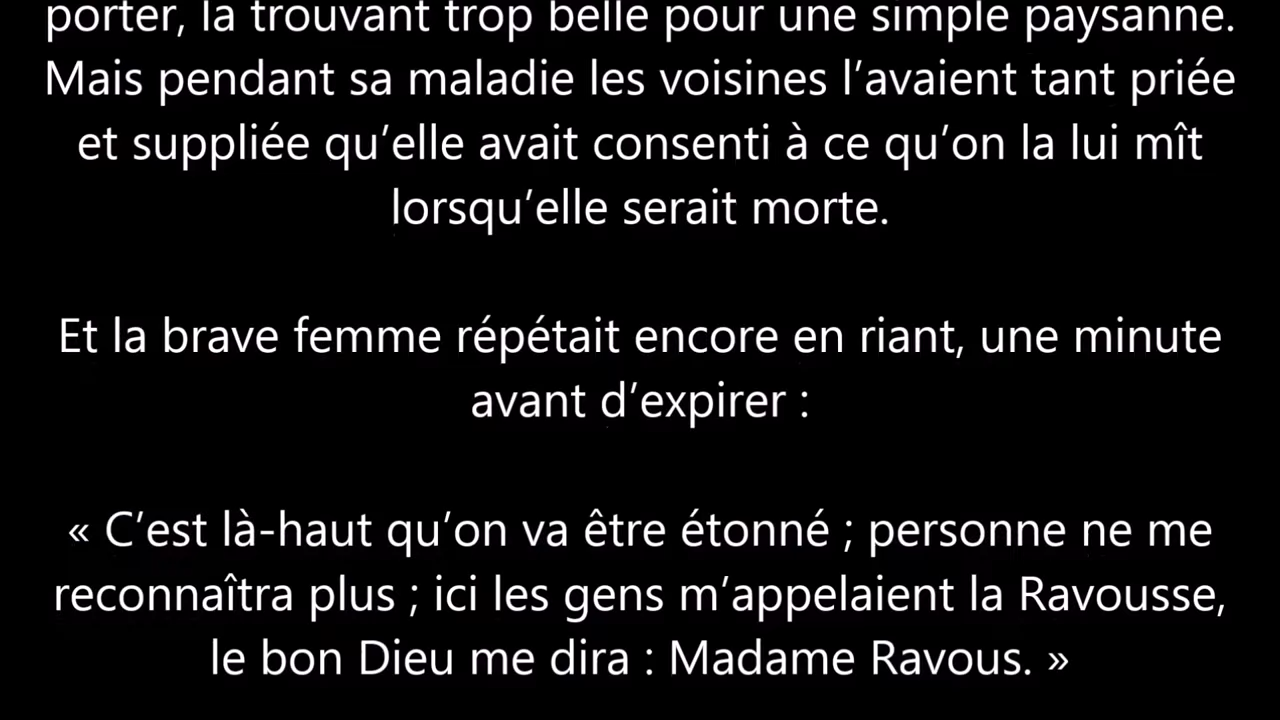 porter, la trouvant trop belle pour une simple paysanne.
Mais pendant sa maladie les voisines l’avaient tant priée
et suppliée qu’elle avait consenti à ce qu’on la lui mît
lorsqu’elle serait morte.
Et la brave femme répétait encore en riant, une minute
avant d’expirer :
« C’est là-haut qu’on va être étonné ; personne ne me
reconnaîtra plus ; ici les gens m’appelaient la Ravousse,
le bon Dieu me dira : Madame Ravous. »